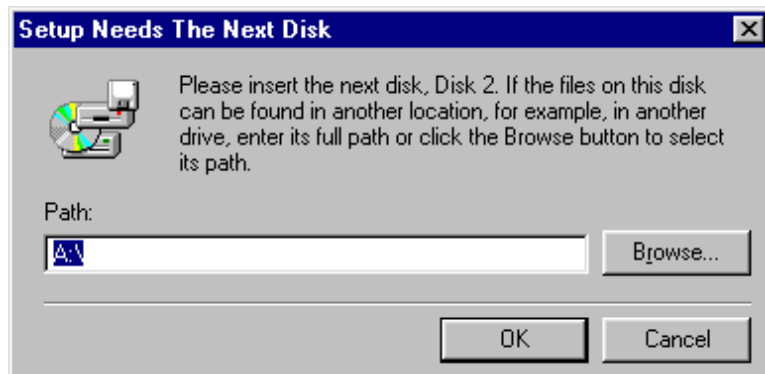 Setup Needs The Next Disk
Please insert the next disk, Disk 2. If the files on this disk
can be found in another location, for example, in another
drive, enter its full path or click the Browse button to select
its path.
Path:
A:\
Browse...
OK
Cancel